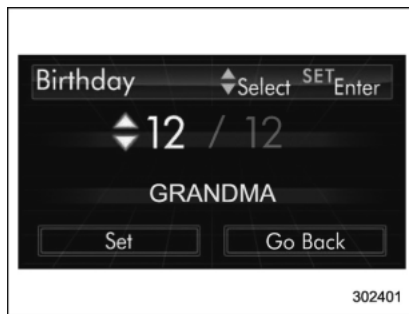 Birthday Select SET Enter
12 / 12
GRANDMA
Set Go Back
302401